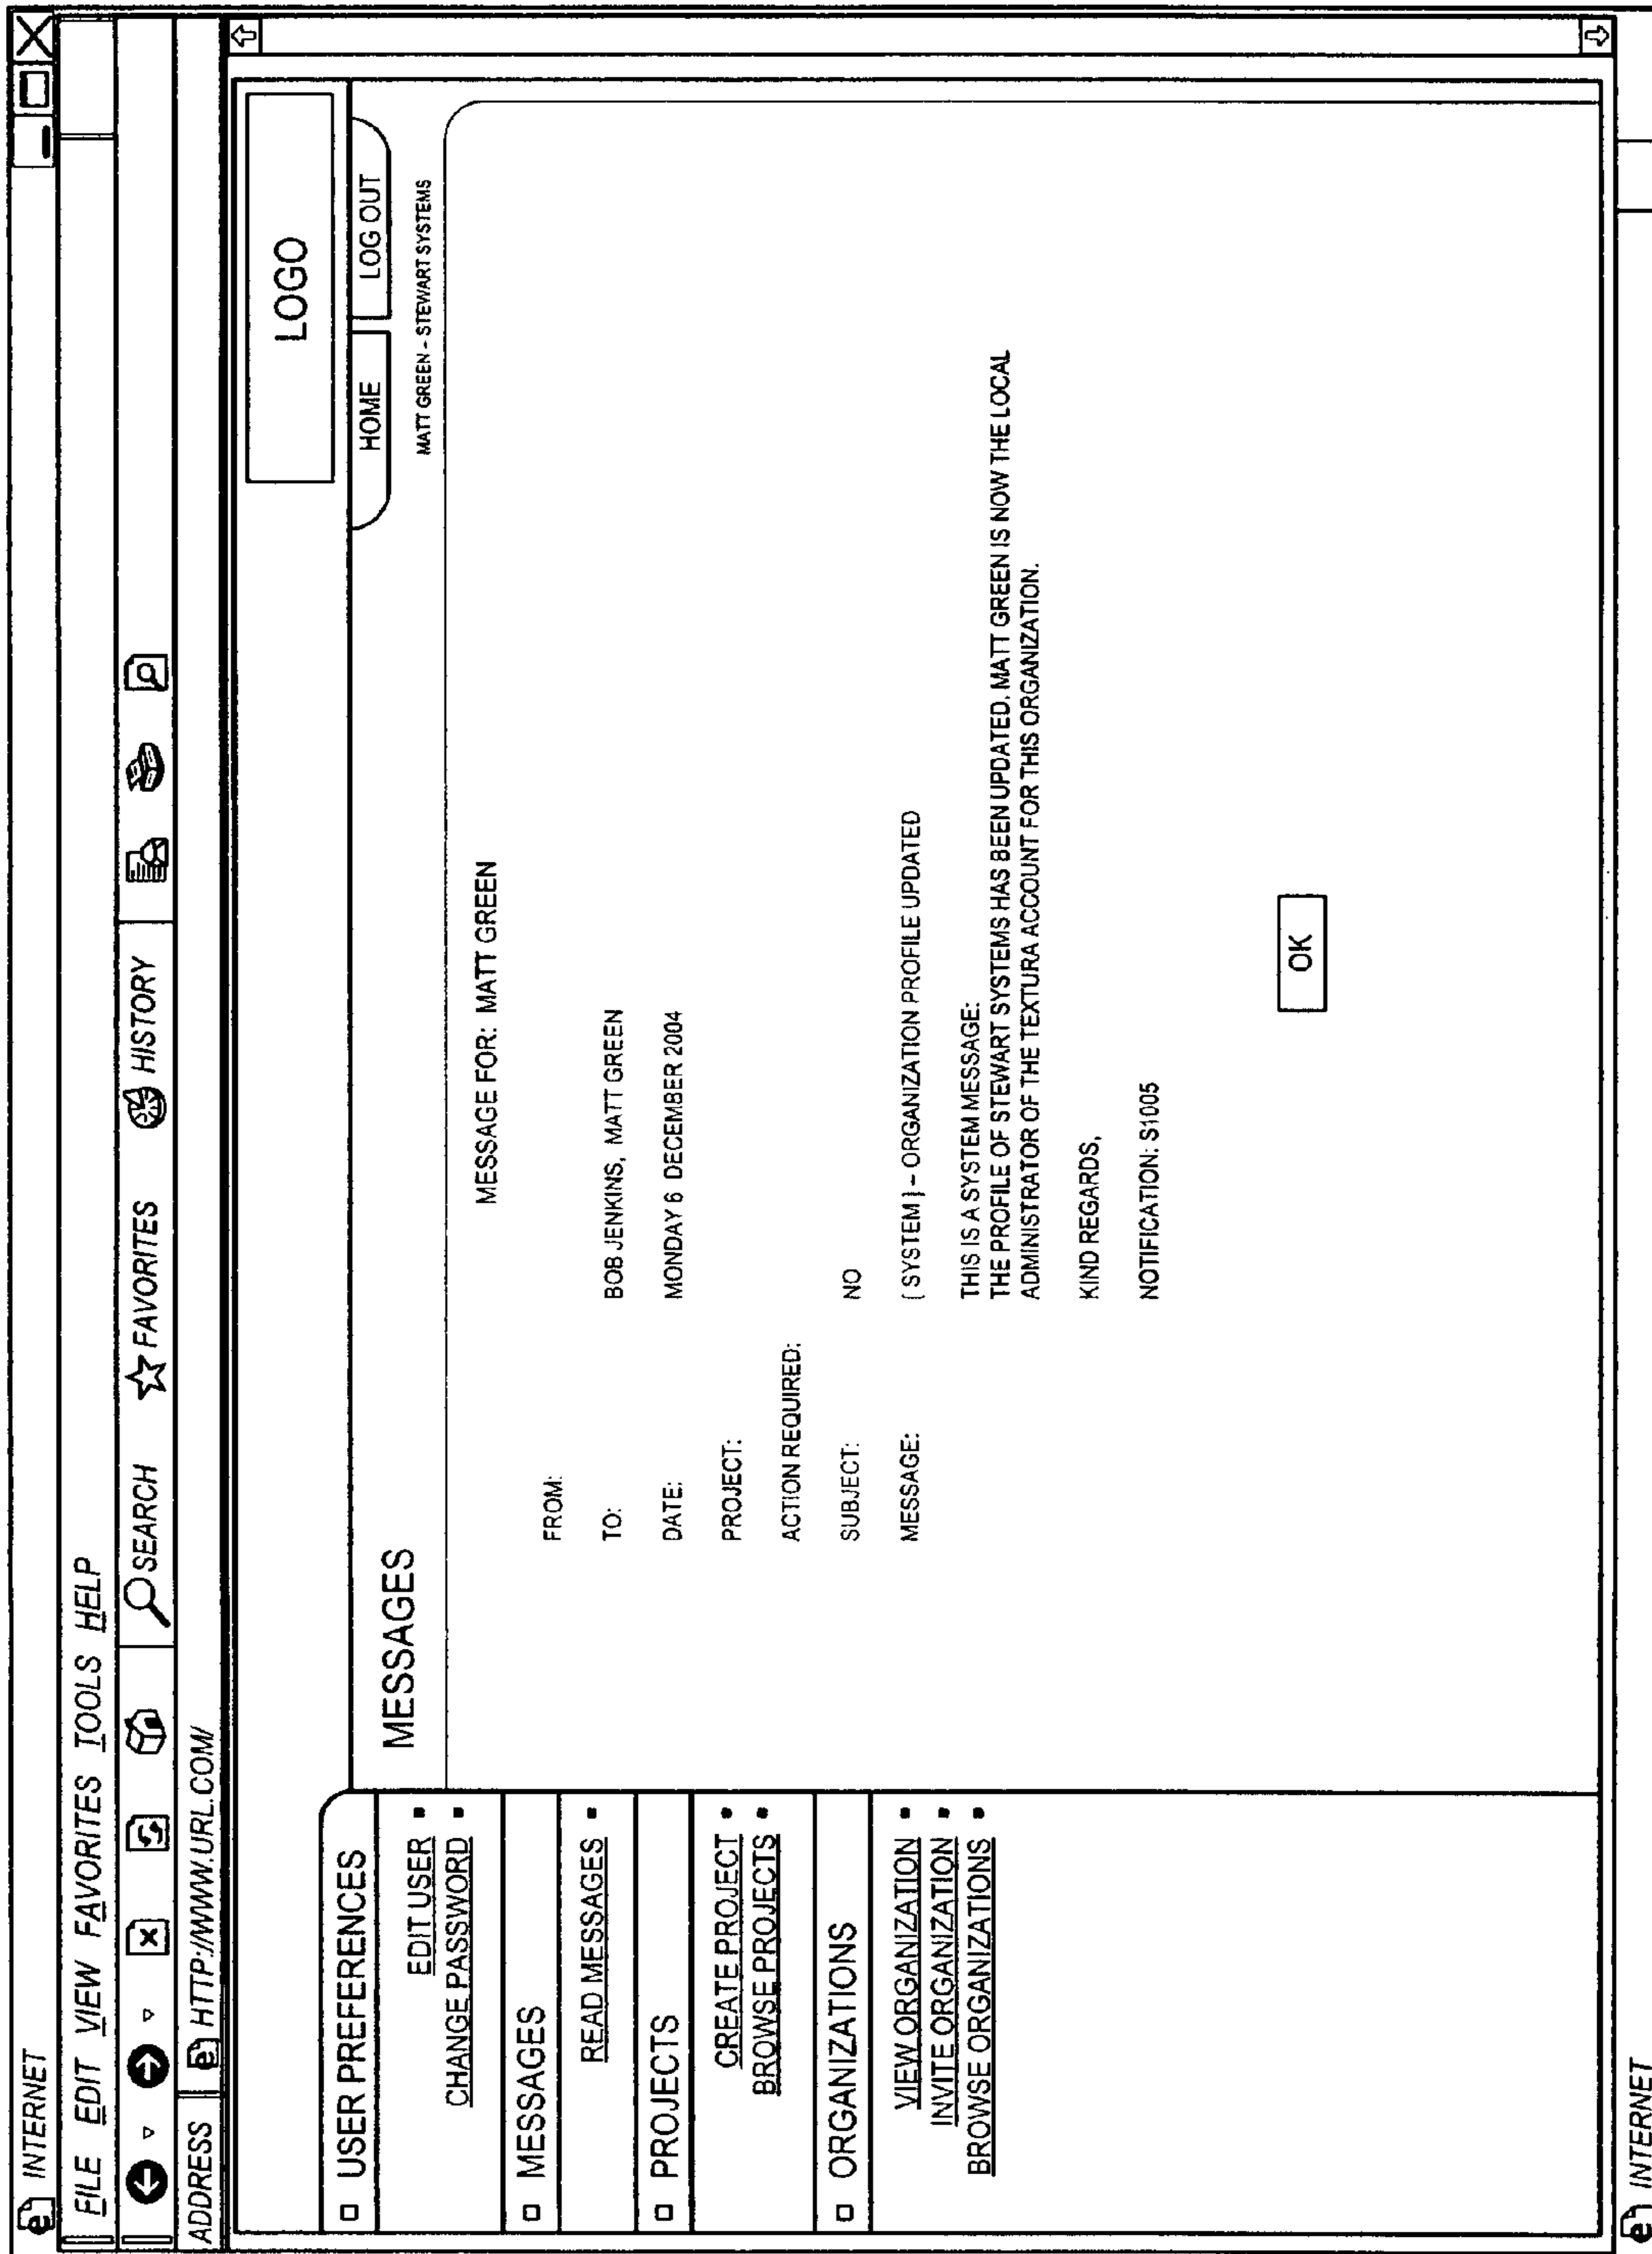 INTERNET
FILE EDIT VIEW FAVORITES TOOLS HELP
SEARCH FAVORITES HISTORY
ADDRESS HTTP://WWW.URL.COM/
LOGO
HOME LOG OUT
MATT GREEN - STEWART SYSTEMS
USER PREFERENCES
EDIT USER
CHANGE PASSWORD
MESSAGES
READ MESSAGES
PROJECTS
CREATE PROJECT
BROWSE PROJECTS
ORGANIZATIONS
VIEW ORGANIZATION
INVITE ORGANIZATION
BROWSE ORGANIZATIONS
MESSAGES
MESSAGE FOR: MATT GREEN
FROM:
TO: BOB JENKINS, MATT GREEN
DATE: MONDAY 6 DECEMBER 2004
PROJECT:
ACTION REQUIRED:
SUBJECT: NO
MESSAGE: [ SYSTEM ] - ORGANIZATION PROFILE UPDATED
THIS IS A SYSTEM MESSAGE:
THE PROFILE OF STEWART SYSTEMS HAS BEEN UPDATED. MATT GREEN IS NOW THE LOCAL
ADMINISTRATOR OF THE TEXTURA ACCOUNT FOR THIS ORGANIZATION.
KIND REGARDS,
NOTIFICATION: S1005
OK
INTERNET